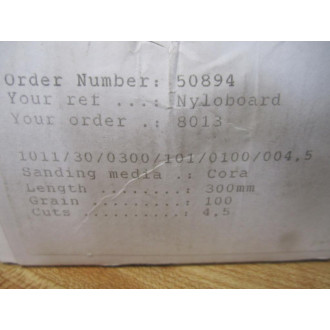 Order Number: 50894
Your ref ...: Nyloboard
Your order .: 8013
1011/30/0300/101/0100/004,5
Sanding media .: Cora
Length ........: 300mm
Grain .........: 100
Cuts ..........: 4,5